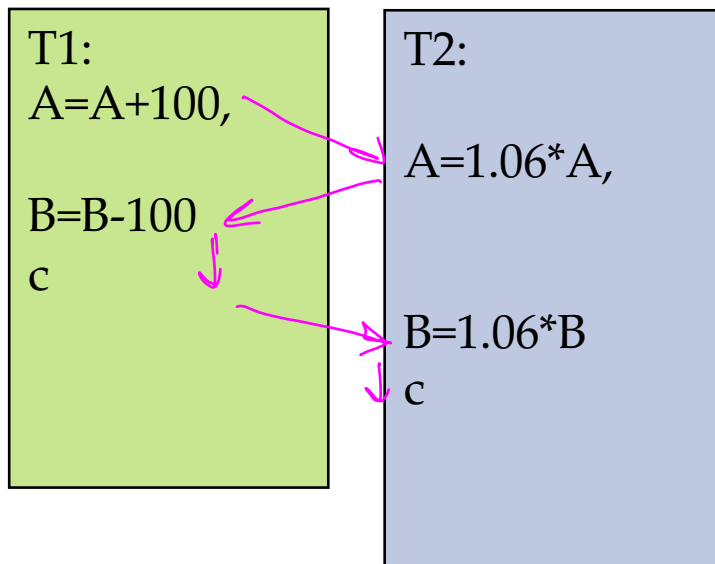 T1:
A=A+100,
B=B-100
c
T2:
A=1.06*A,
B=1.06*B
c